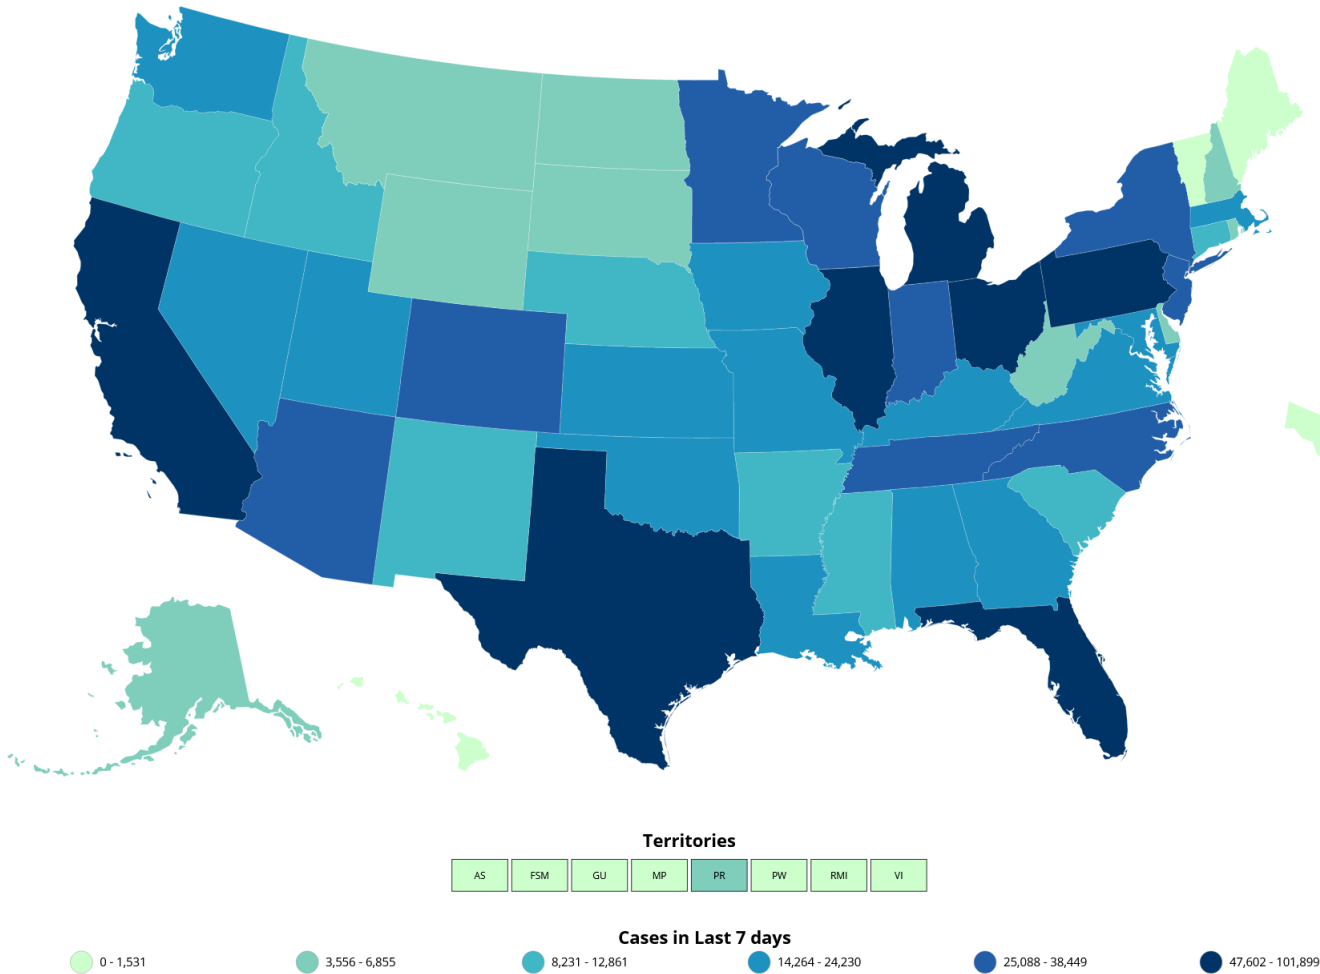 Territories
AS FSM GU MP PR PW RMI VI
Cases in Last 7 days
0 - 1,531 3,556 - 6,855 8,231 - 12,861 14,264 - 24,230 25,088 - 38,449 47,602 - 101,899